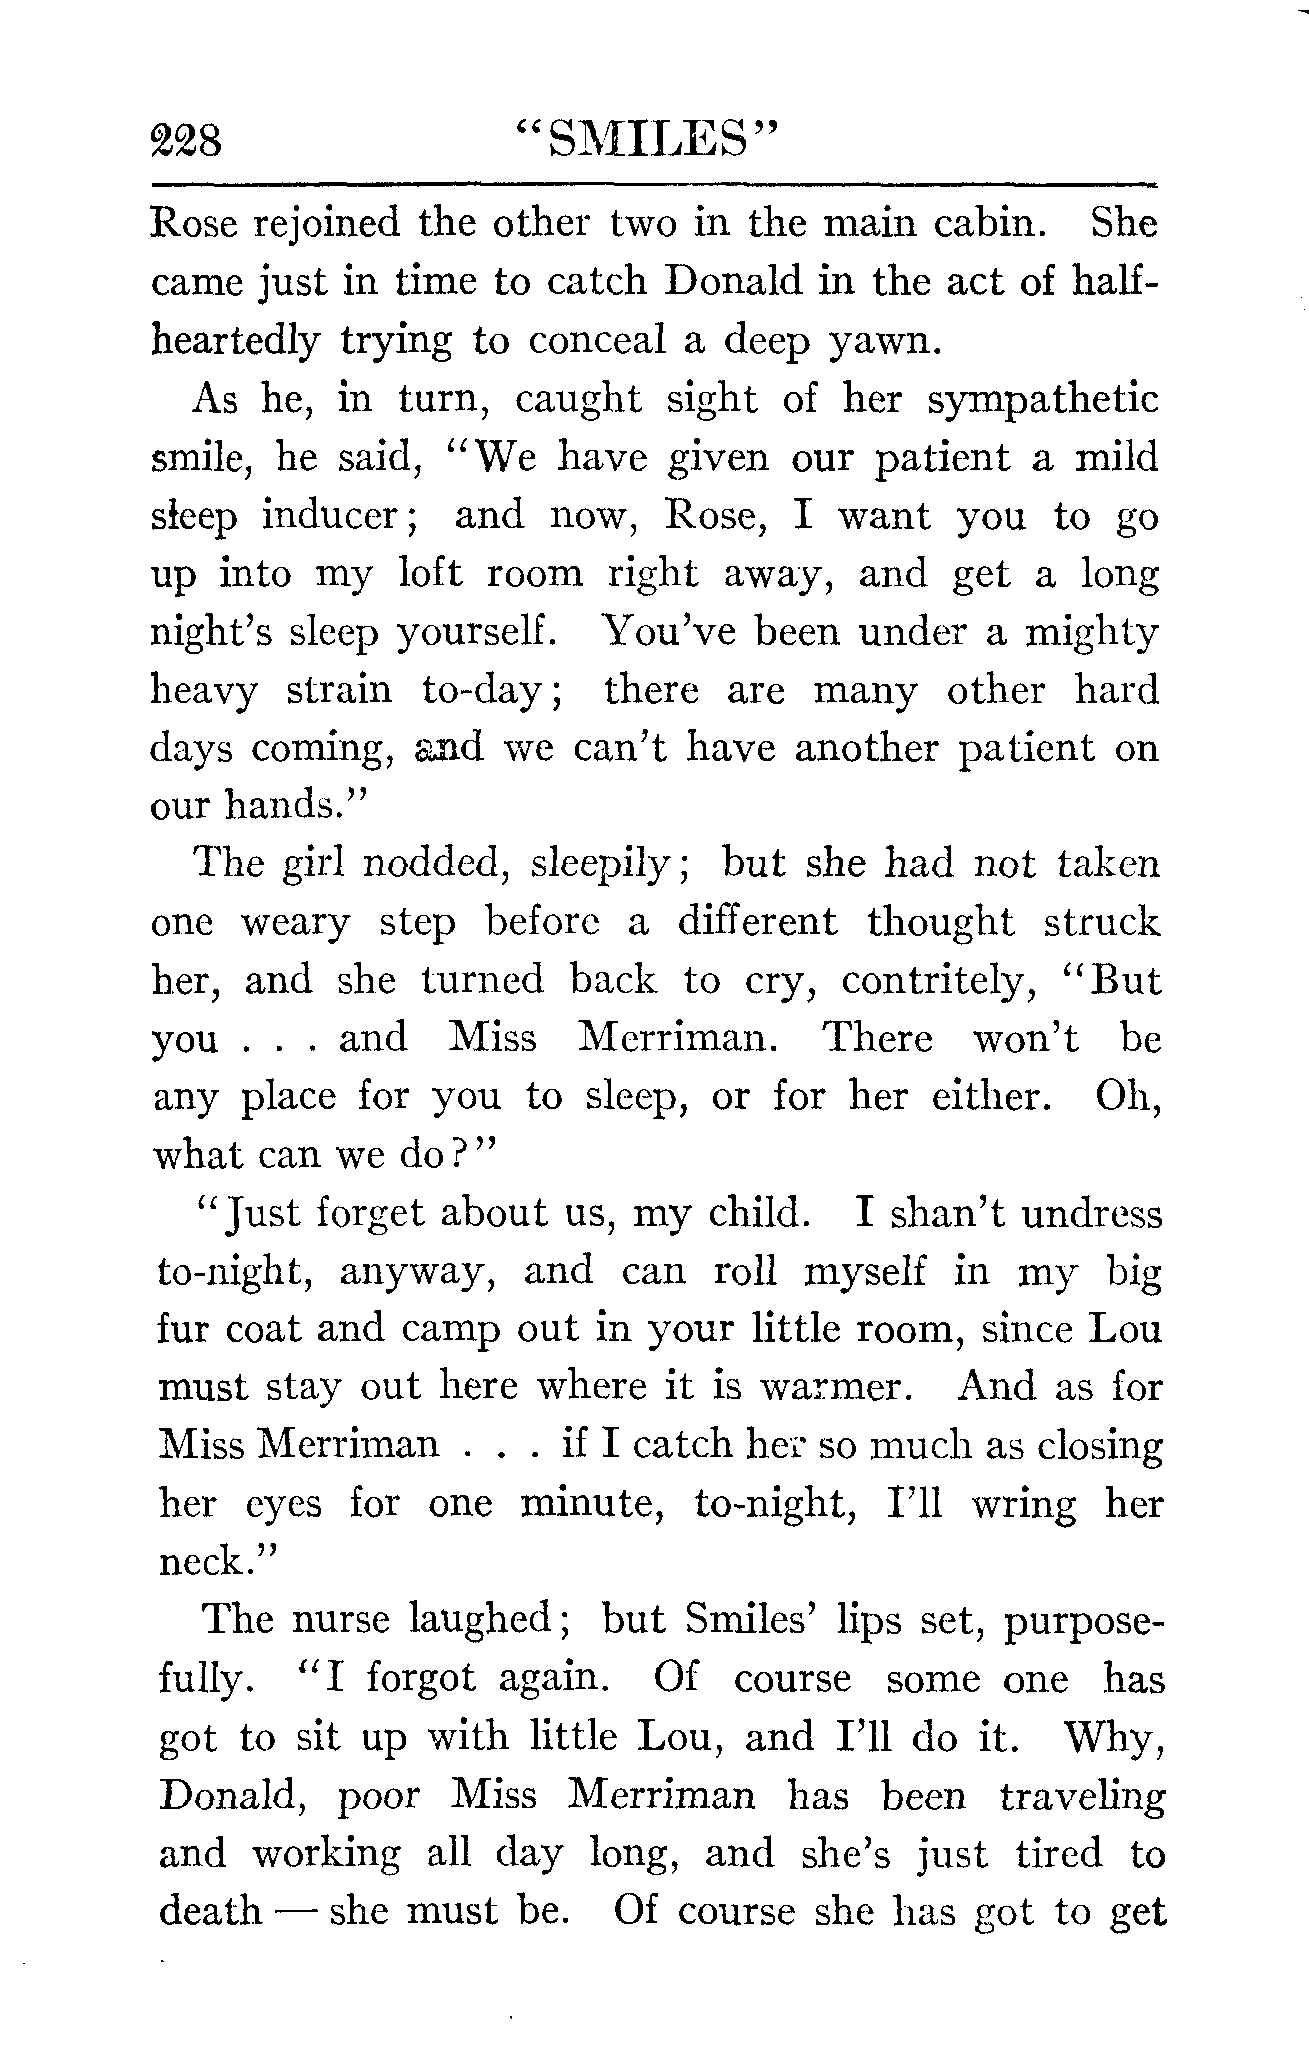 228 "SMILES"
Rose rejoined the other two in the main cabin. She
came just in time to catch Donald in the act of half-
heartedly trying to conceal a deep yawn.
As he, in turn, caught sight of her sympathetic
smile, he said, "We have given our patient a mild
sleep inducer; and now, Rose, I want you to go
up into my loft room right away, and get a long
night's sleep yourself. You've been under a mighty
heavy strain to-day; there are many other hard
days coming, and we can't have another patient on
our hands."
The girl nodded, sleepily; but she had not taken
one weary step before a different thought struck
her, and she turned back to cry, contritely, "But
you . . . and Miss Merriman. There won't be
any place for you to sleep, or for her either. Oh,
what can we do?"
"Just forget about us, my child. I shan't undress
to-night, anyway, and can roll myself in my big
fur coat and camp out in your little room, since Lou
must stay out here where it is warmer. And as for
Miss Merriman . . . if I catch her so much as closing
her eyes for one minute, to-night, I'll wring her
neck."
The nurse laughed; but Smiles' lips set, purpose-
fully. "I forgot again. Of course some one has
got to sit up with little Lou, and I'll do it. Why,
Donald, poor Miss Merriman has been traveling
and working all day long, and she's just tired to
death — she must be. Of course she has got to get